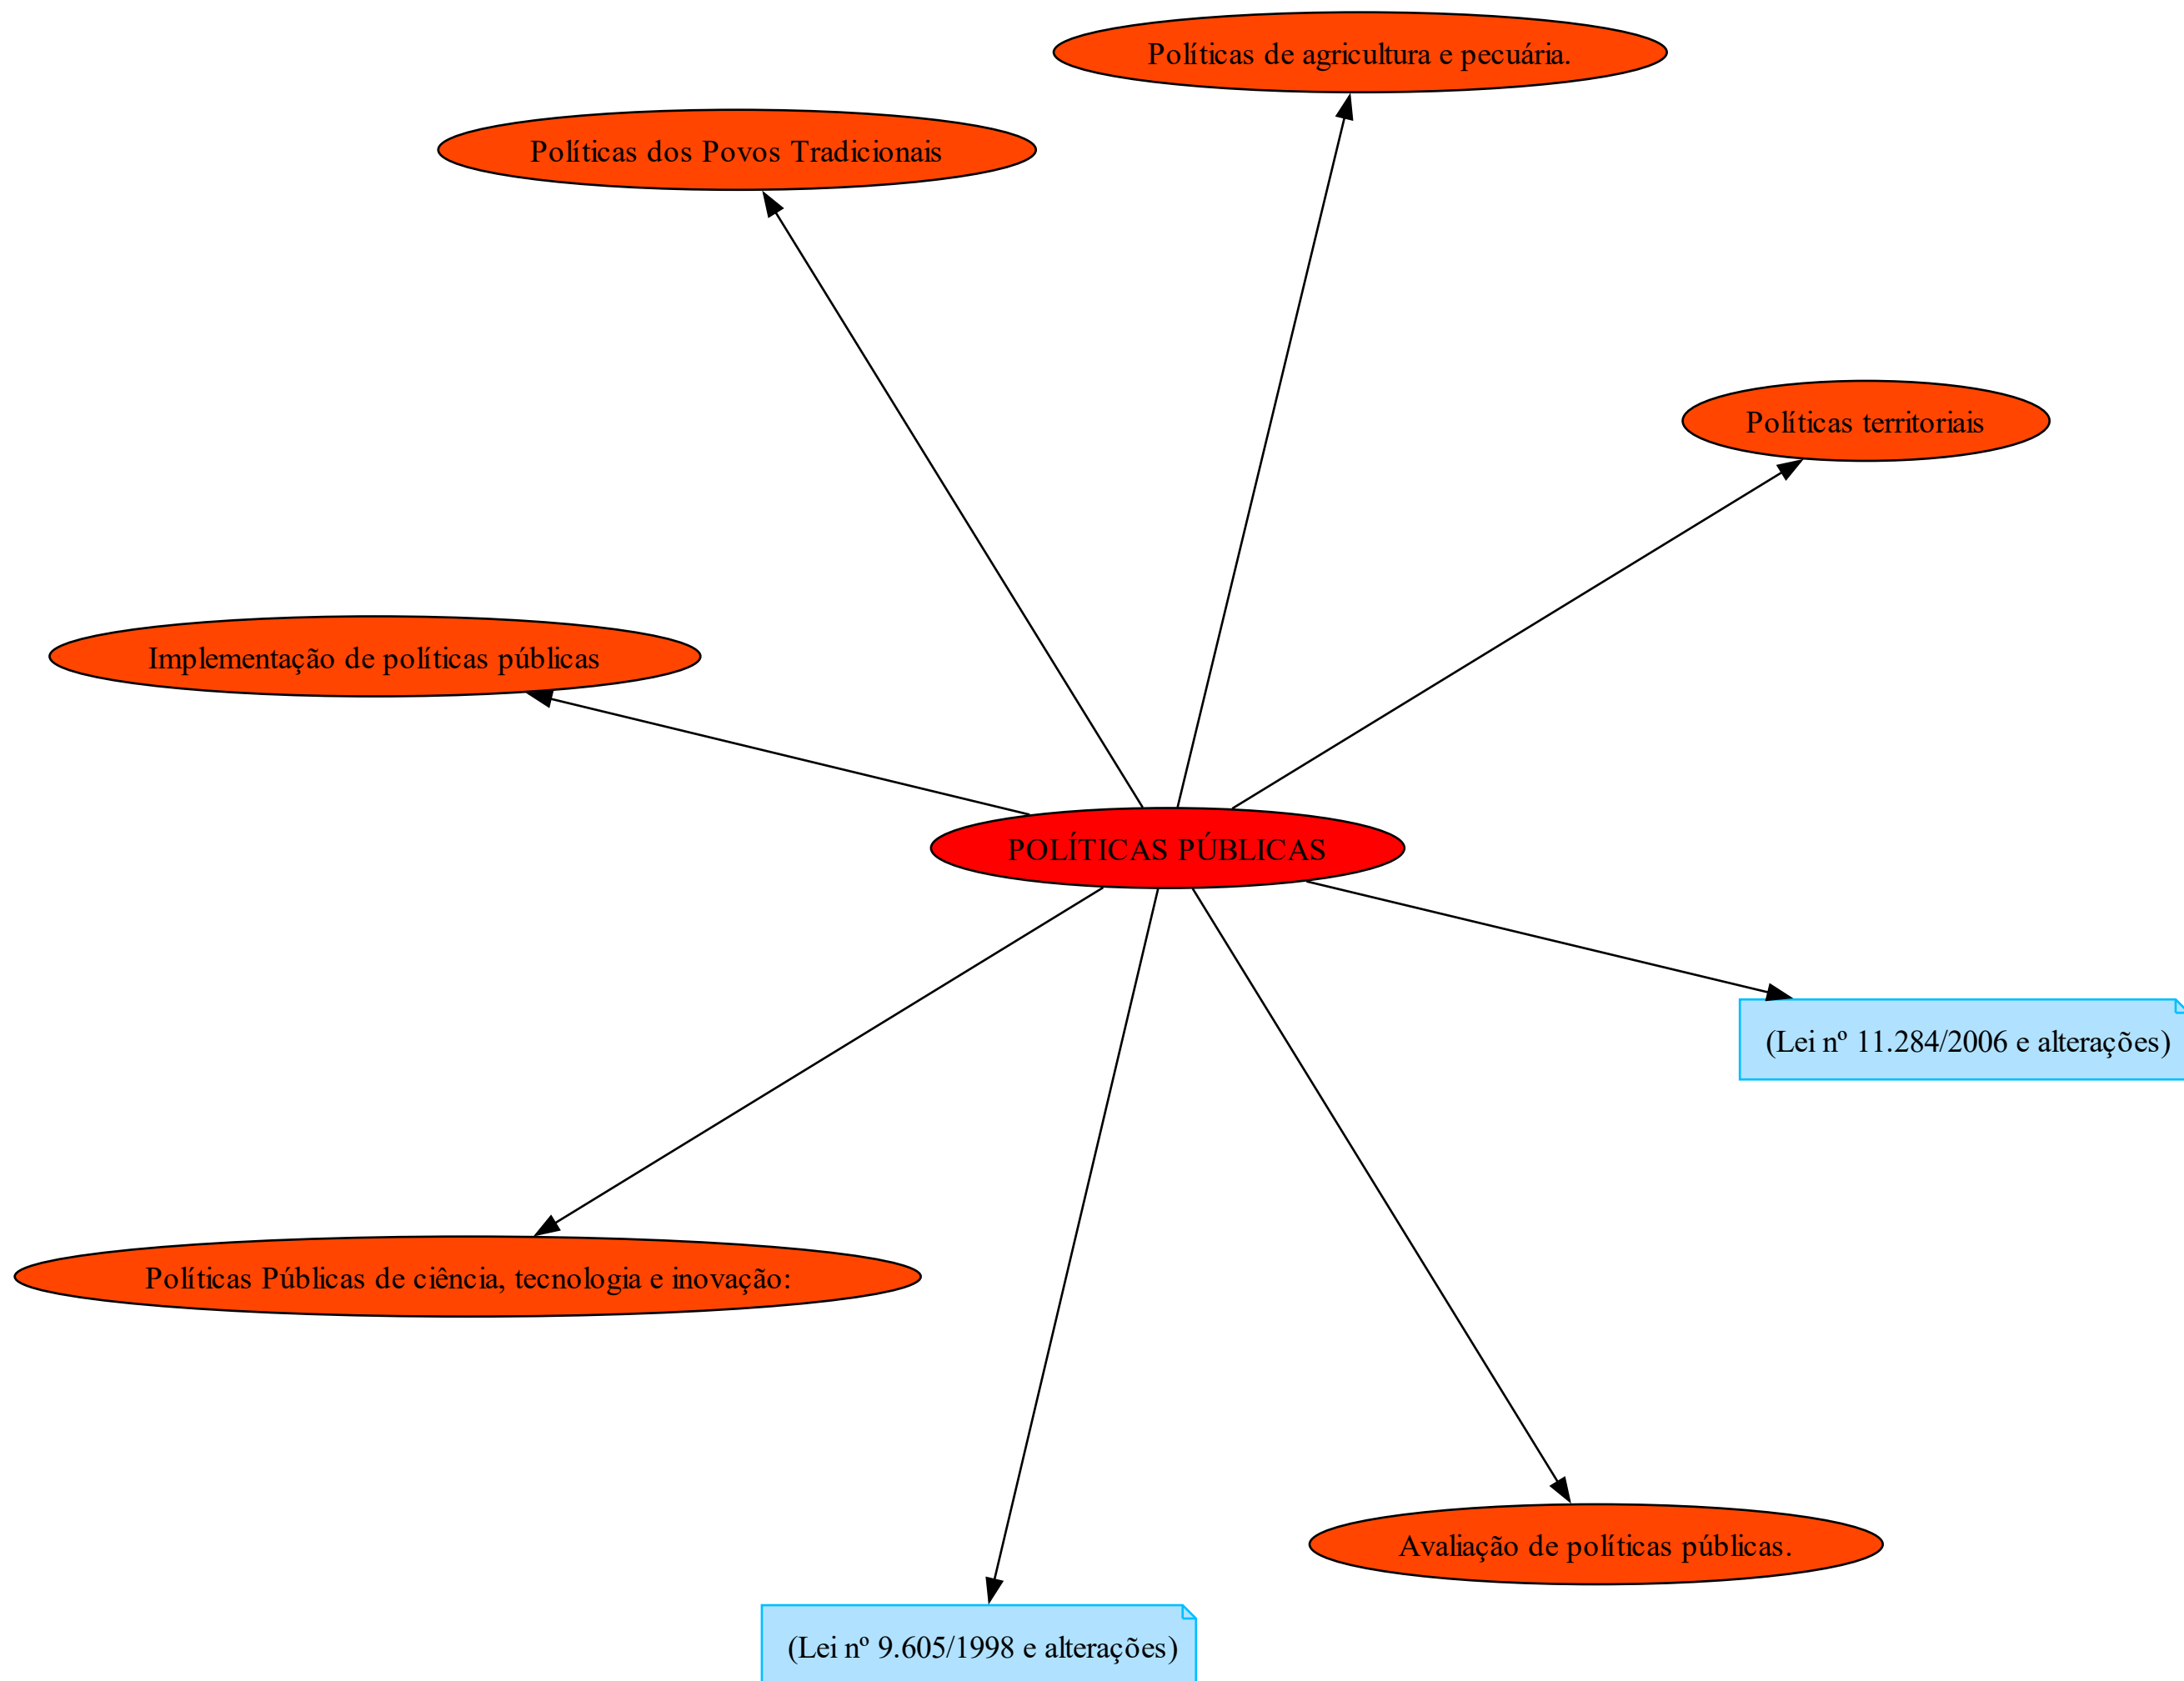 Políticas de agricultura e pecuária.
Políticas dos Povos Tradicionais
Políticas territoriais
Implementação de políticas públicas
POLÍTICAS PÚBLICAS
(Lei nº 11.284/2006 e alterações)
Políticas Públicas de ciência, tecnologia e inovação:
Avaliação de políticas públicas.
(Lei nº 9.605/1998 e alterações)